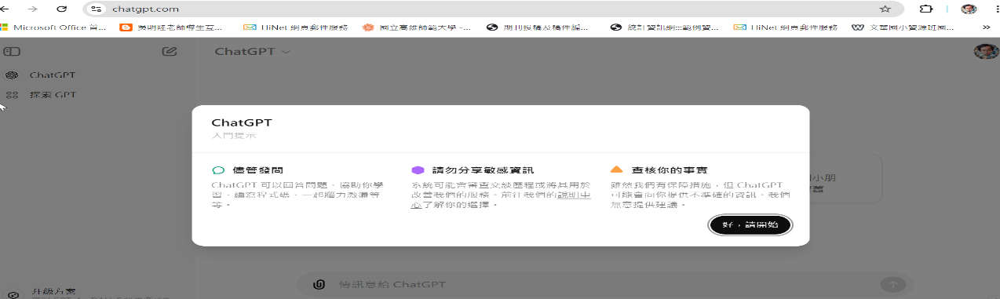 chatgpt.com
Microsoft Office 首... 吳明隆老師導生互... HiNet 網頁郵件服務 國立高雄師範大學 -... 期刊投稿及稿件編... 統計資訊網:::範例資... HiNet 網頁郵件服務 文華國小資源班國... »
ChatGPT
ChatGPT
探索 GPT
ChatGPT
入門提示
儘管發問
ChatGPT 可以回答問題、協助你學
習、編寫程式碼、一起腦力激盪等
等。
請勿分享敏感資訊
系統可能會審查交談歷程或將其用於
改善我們的服務。前往我們的說明中
心了解你的選擇。
查核你的事實
雖然我們有保障措施，但 ChatGPT
可能會向你提供不準確的資訊。我們
無意提供建議。
好，請開始
小朋
傳訊息給 ChatGPT
升級方案